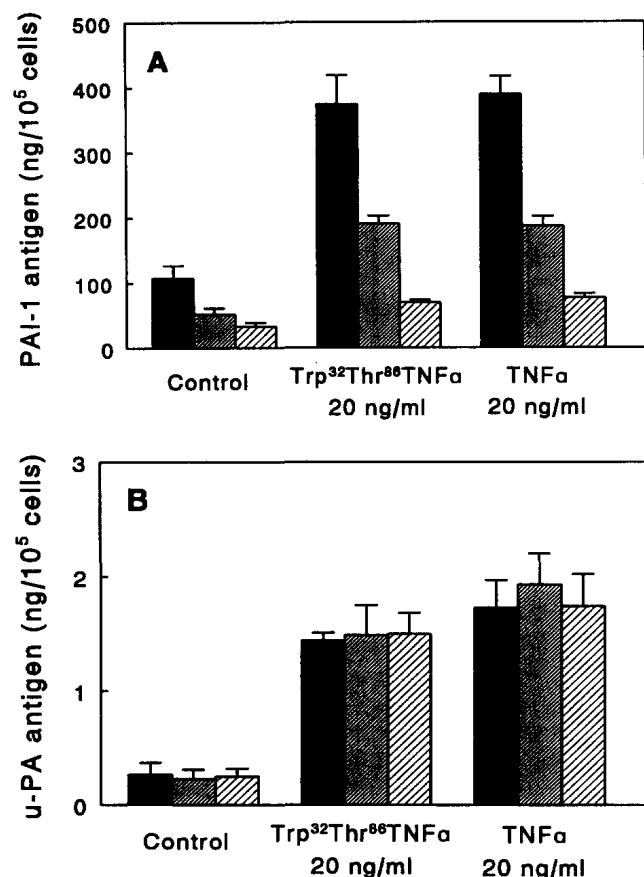 A
PAI-1 antigen (ng/10⁵ cells)
500
400
300
200
100
0
Control
Trp³²Thr⁸⁶TNFα
20 ng/ml
TNFα
20 ng/ml
B
u-PA antigen (ng/10⁵ cells)
3
2
1
0
Control
Trp³²Thr⁸⁶TNFα
20 ng/ml
TNFα
20 ng/ml